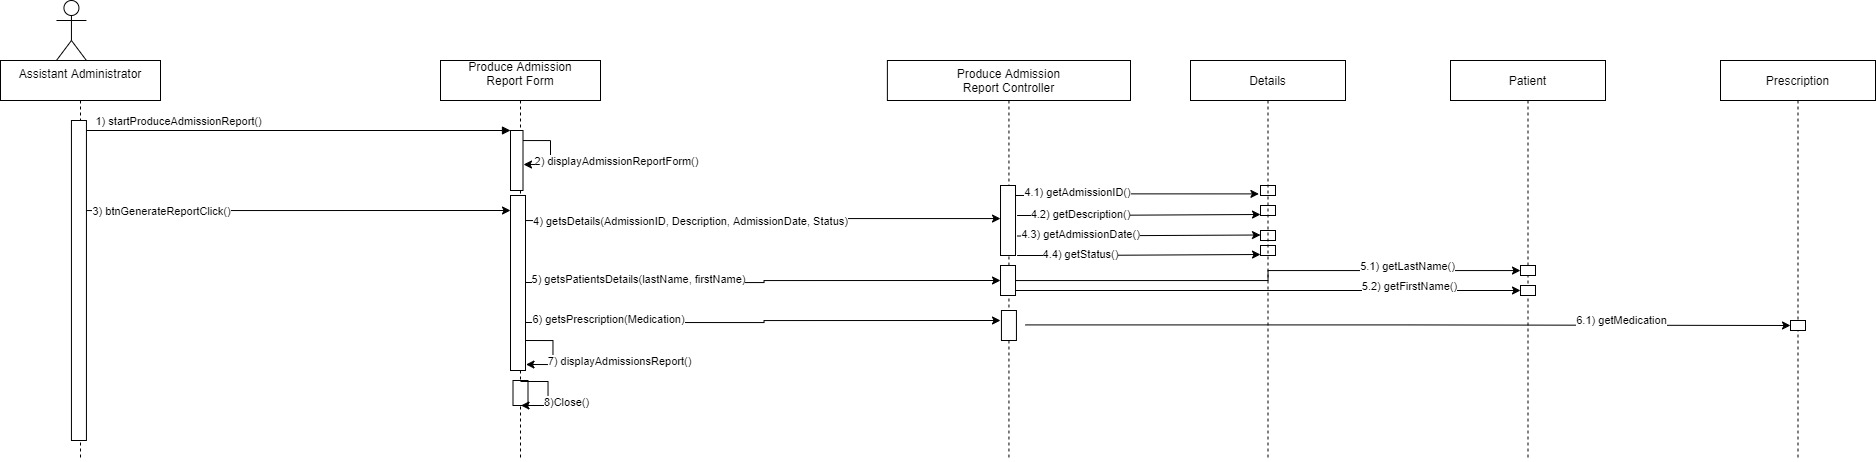 Assistant Administrator
Produce Admission
Report Form
Produce Admission
Report Controller
Details
Patient
Prescription
1) startProduceAdmissionReport()
2) displayAdmissionReportForm()
3) btnGenerateReportClick()
4) getsDetails(AdmissionID, Description, AdmissionDate, Status)
4.1) getAdmissionID()
4.2) getDescription()
4.3) getAdmissionDate()
4.4) getStatus()
5) getsPatientsDetails(lastName, firstName)
5.1) getLastName()
5.2) getFirstName()
6) getsPrescription(Medication)
6.1) getMedication
7) displayAdmissionsReport()
8)Close()